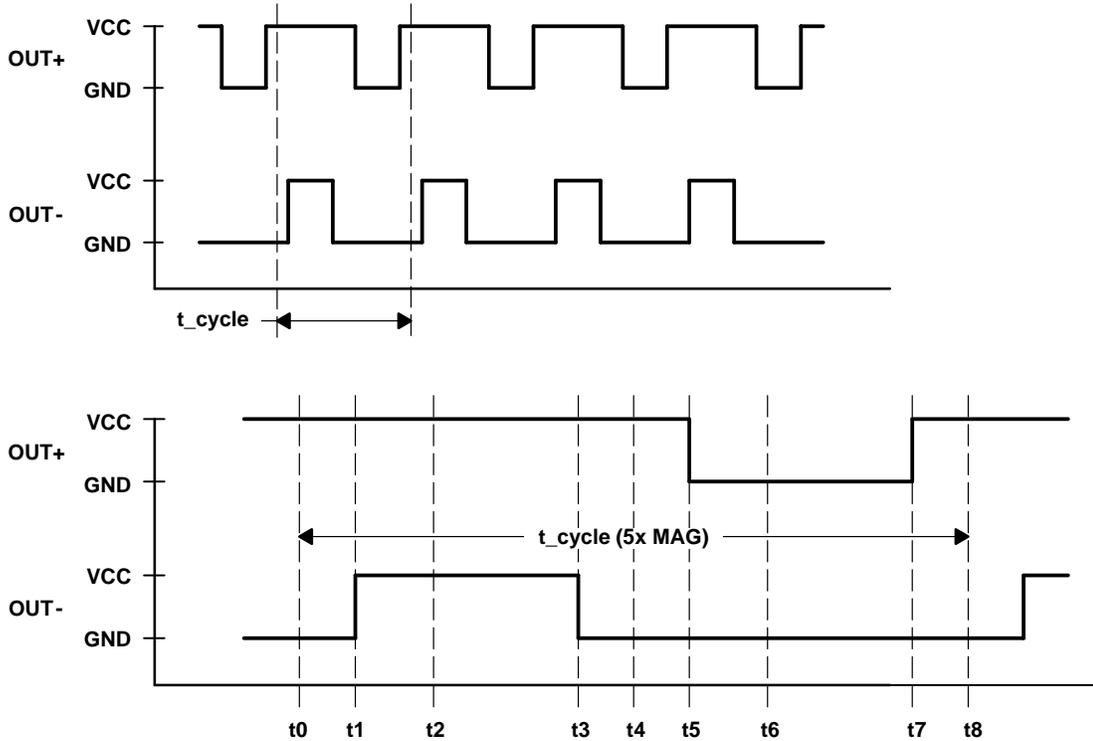 VCC
OUT+
GND
VCC
OUT-
GND
t_cycle
VCC
OUT+
GND
t_cycle (5x MAG)
VCC
OUT-
GND
t0 t1 t2 t3 t4 t5 t6 t7 t8